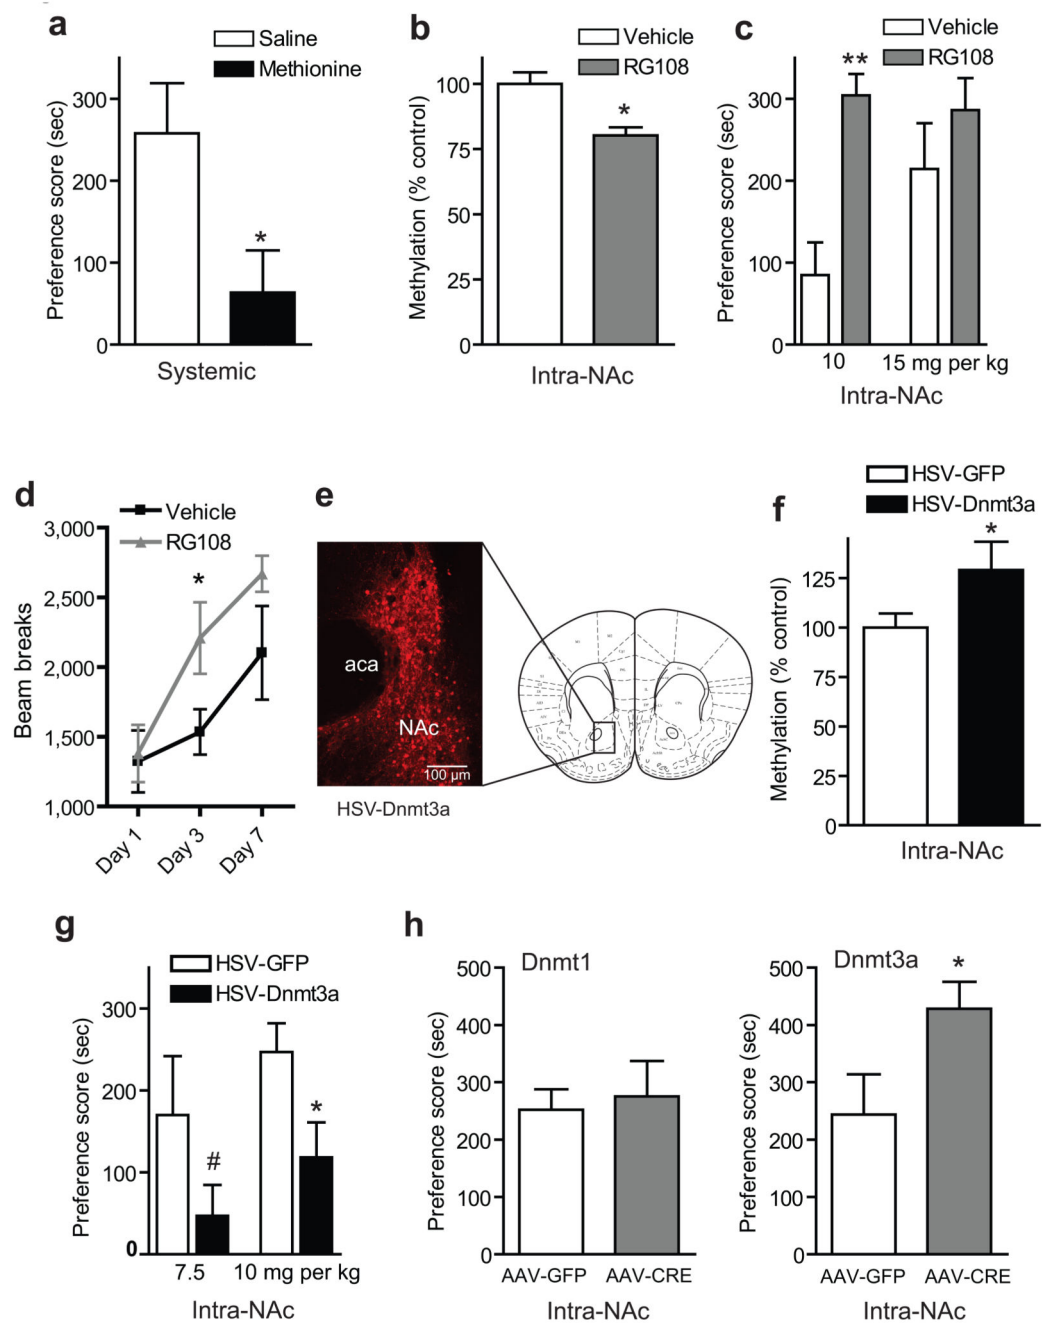 a
Saline
Methionine
Preference score (sec)
300
200
100
0
*
Systemic
b
Vehicle
RG108
Methylation (% control)
100
75
50
25
0
*
Intra-NAc
c
Vehicle
RG108
Preference score (sec)
300
200
100
0
**
10
15 mg per kg
Intra-NAc
d
Vehicle
RG108
Beam breaks
3,000
2,500
2,000
1,500
1,000
*
Day 1
Day 3
Day 7
e
aca
NAc
100 µm
HSV-Dnmt3a
f
HSV-GFP
HSV-Dnmt3a
Methylation (% control)
125
100
75
50
25
0
*
Intra-NAc
g
HSV-GFP
HSV-Dnmt3a
Preference score (sec)
300
200
100
0
#
*
7.5
10 mg per kg
Intra-NAc
h
Dnmt1
Preference score (sec)
500
400
300
200
100
0
AAV-GFP
AAV-CRE
Intra-NAc
Dnmt3a
Preference score (sec)
500
400
300
200
100
0
*
AAV-GFP
AAV-CRE
Intra-NAc